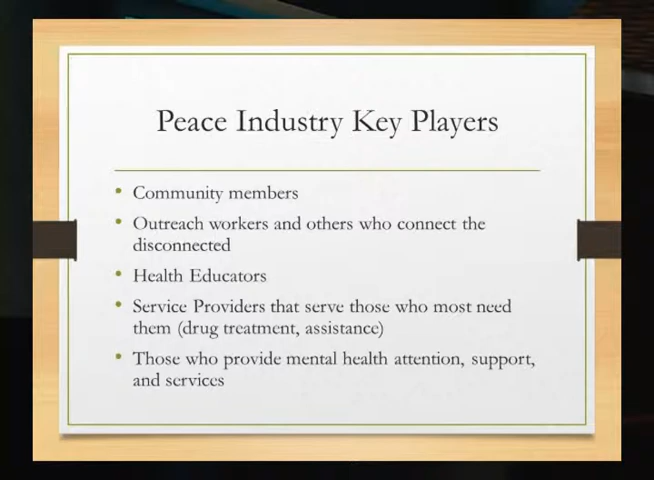 Peace Industry Key Players
• Community members
• Outreach workers and others who connect the
disconnected
• Health Educators
• Service Providers that serve those who most need
them (drug treatment, assistance)
• Those who provide mental health attention, support,
and services